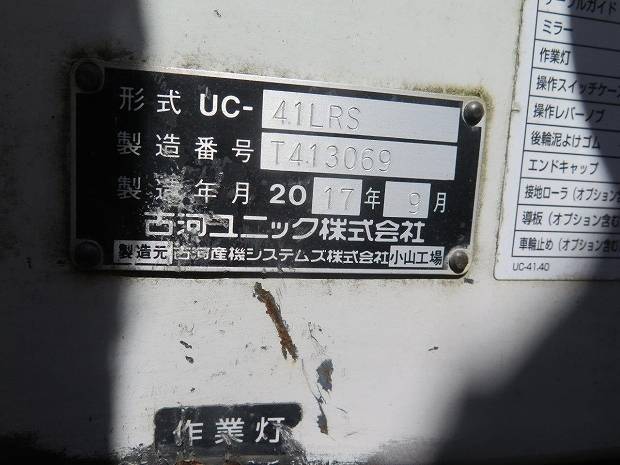 形式 UC-41LRS
製造番号 T413069
製造年月 2017年 9月
古河ユニック株式会社
製造元 古河産機システムズ株式会社 小山工場
作業灯
ケーブルガイド
ミラー
作業灯
操作スイッチケー
操作レバーノブ
後輪泥よけゴム
エンドキャップ
接地ローラ (オプション含
導板 (オプション含む
車輪止め (オプション含む
UC-41.40